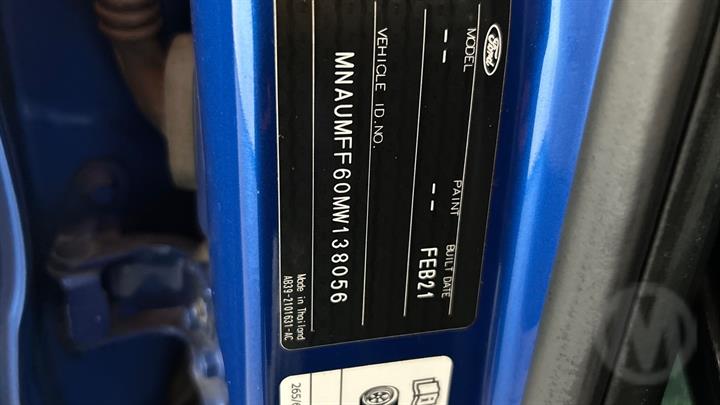 Ford
MODEL PAINT BUILT DATE
-- -- FEB21
VEHICLE ID.NO.
MNAUMFF60MW138056
Made in Thailand
AB39-2101631-AC
M